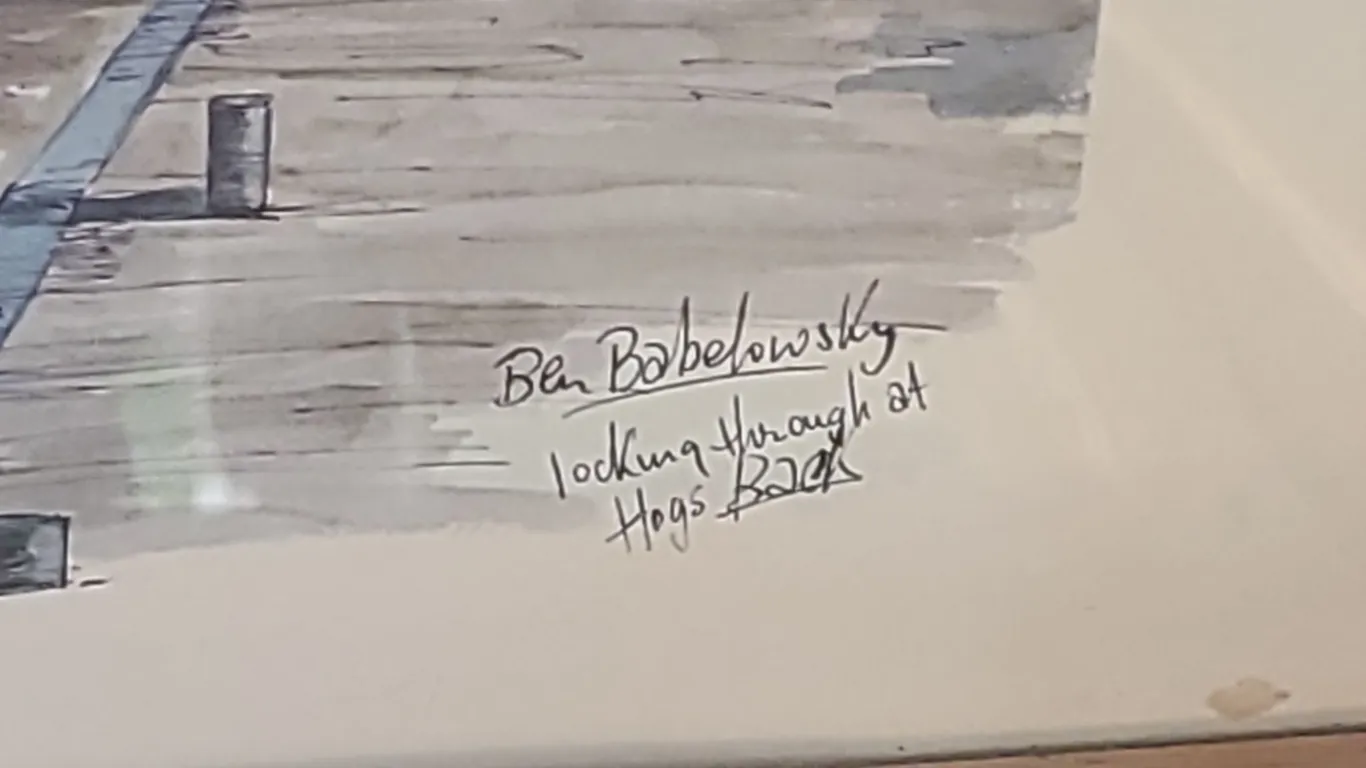 Ben Babelowsky
locking through at
Hogs Back